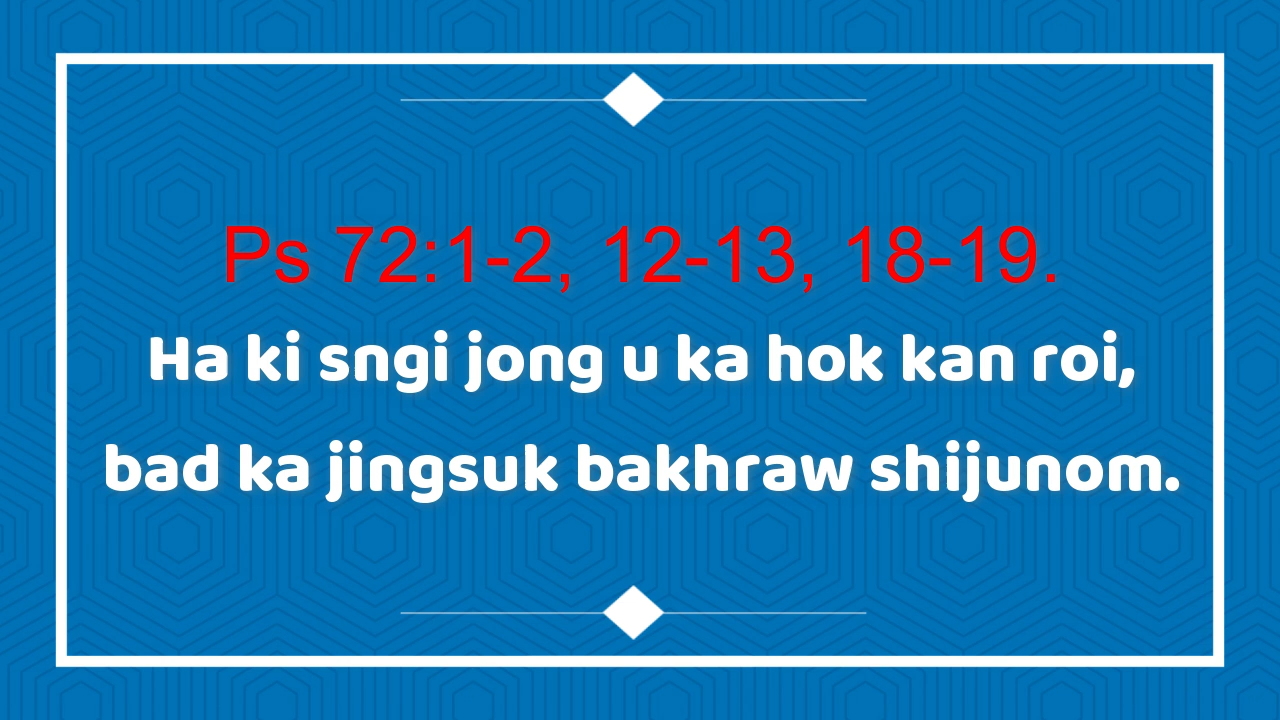 Ps 72:1-2, 12-13, 18-19.
Ha ki sngi jong u ka hok kan roi,
bad ka jingsuk bakhraw shijunom.